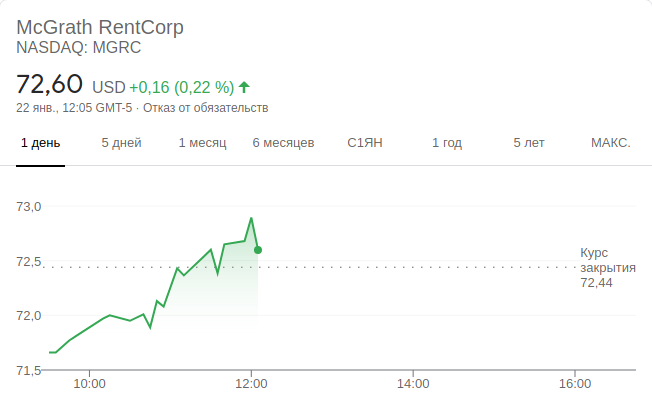 McGrath RentCorp
NASDAQ: MGRC
72,60 USD +0,16 (0,22 %)
22 янв., 12:05 GMT-5 · Отказ от обязательств
1 день 5 дней 1 месяц 6 месяцев С1ЯН 1 год 5 лет МАКС.
73,0
72,5
72,0
71,5
Курс
закрытия
72,44
10:00 12:00 14:00 16:00